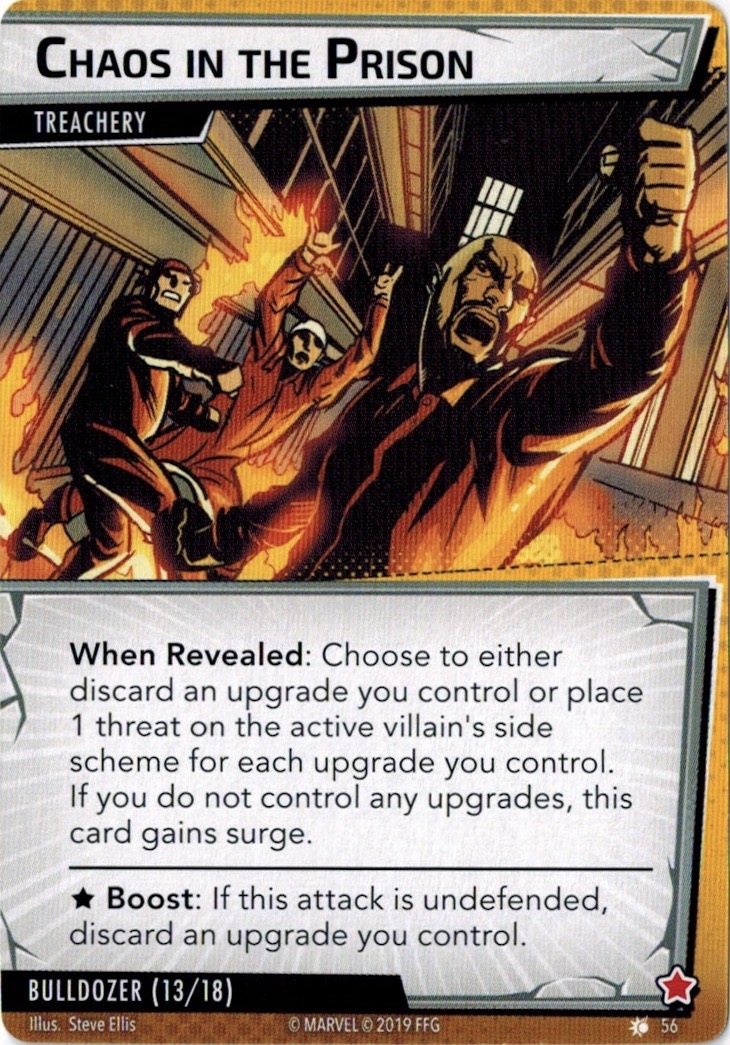 CHAOS IN THE PRISON
TREACHERY
When Revealed: Choose to either
discard an upgrade you control or place
1 threat on the active villain's side
scheme for each upgrade you control.
If you do not control any upgrades, this
card gains surge.
★ Boost: If this attack is undefended,
discard an upgrade you control.
BULLDOZER (13/18)
Illus. Steve Ellis
© MARVEL © 2019 FFG
56